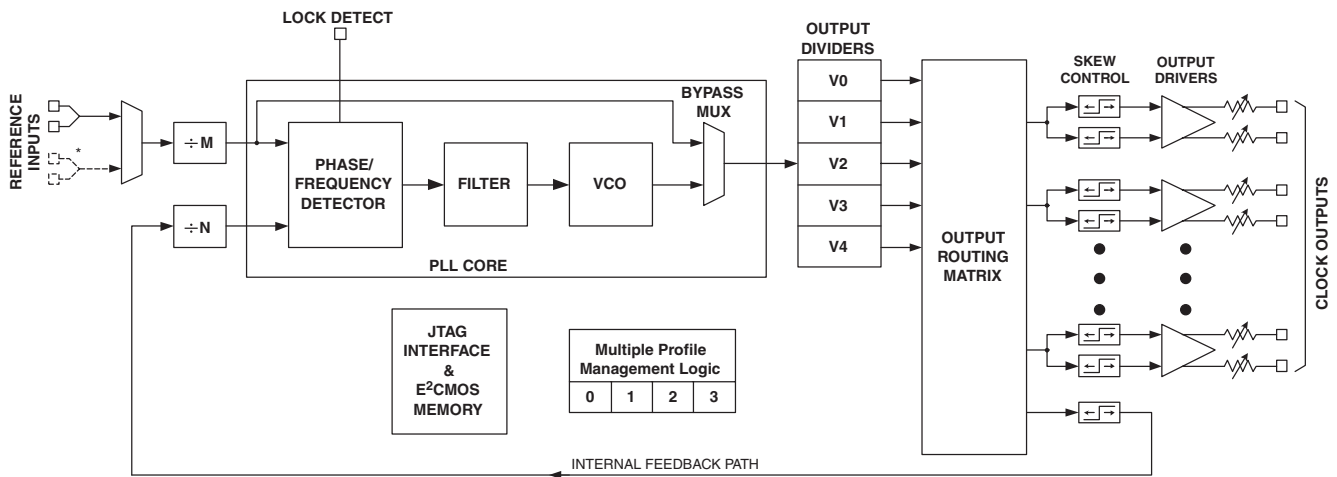 LOCK DETECT
OUTPUT
DIVIDERS
SKEW
CONTROL
OUTPUT
DRIVERS
BYPASS
MUX
REFERENCE
INPUTS
*
÷M
÷N
PHASE/
FREQUENCY
DETECTOR
FILTER
VCO
PLL CORE
V0
V1
V2
V3
V4
OUTPUT
ROUTING
MATRIX
CLOCK OUTPUTS
JTAG
INTERFACE
&
E²CMOS
MEMORY
Multiple Profile
Management Logic
0 1 2 3
INTERNAL FEEDBACK PATH